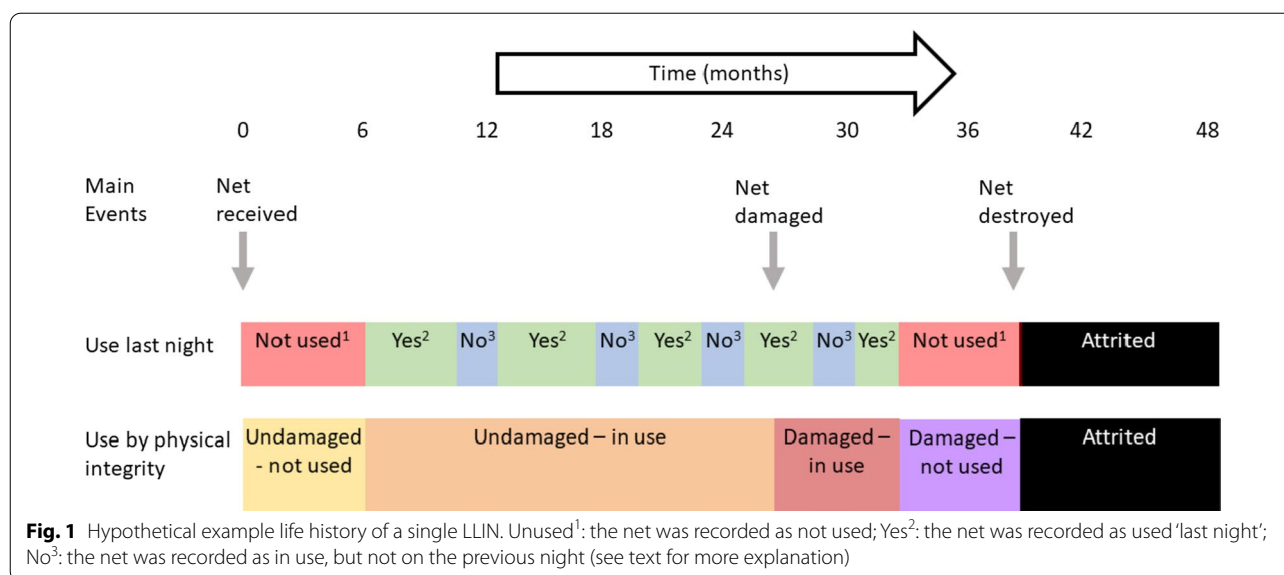 Time (months)
0 6 12 18 24 30 36 42 48
Main Events
Net received
Net damaged
Net destroyed
Use last night
Not used¹ Yes² No³ Yes² No³ Yes² No³ Yes² No³ Yes² Not used¹ Attrited
Use by physical integrity
Undamaged - not used
Undamaged – in use
Damaged – in use
Damaged – not used
Attrited
Fig. 1 Hypothetical example life history of a single LLIN. Unused¹: the net was recorded as not used; Yes²: the net was recorded as used ‘last night’;
No³: the net was recorded as in use, but not on the previous night (see text for more explanation)